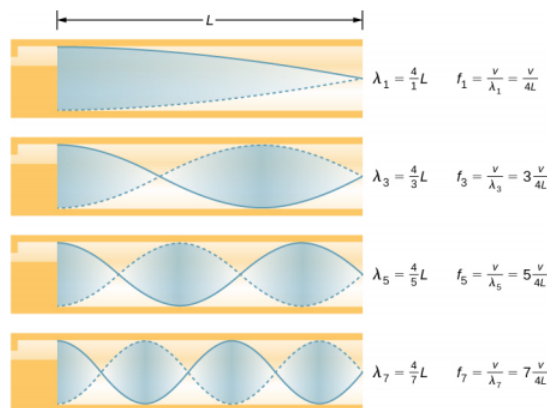 L
λ₁ = 4/1 L   f₁ = v/λ₁ = v/4L
λ₃ = 4/3 L   f₃ = v/λ₃ = 3 v/4L
λ₅ = 4/5 L   f₅ = v/λ₅ = 5 v/4L
λ₇ = 4/7 L   f₇ = v/λ₇ = 7 v/4L